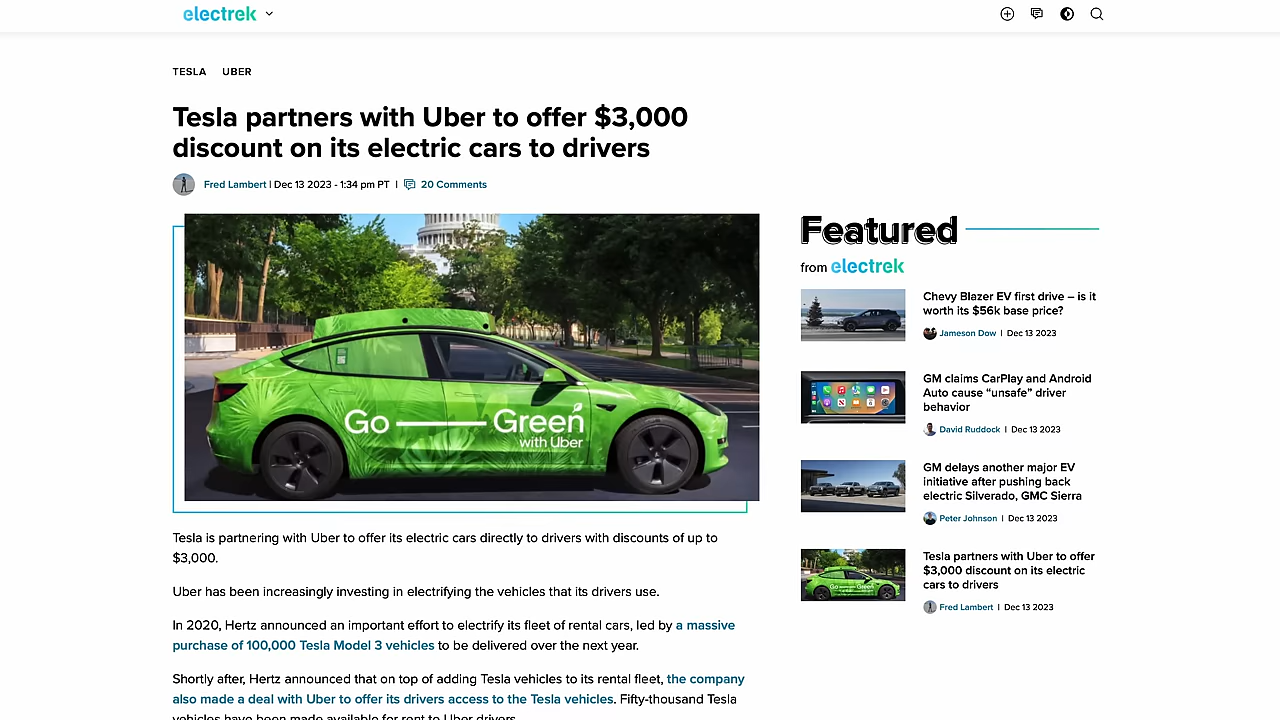 electrek
TESLA UBER
Tesla partners with Uber to offer $3,000
discount on its electric cars to drivers
Fred Lambert | Dec 13 2023 - 1:34 pm PT | 20 Comments
Go — Green
with Uber
Tesla is partnering with Uber to offer its electric cars directly to drivers with discounts of up to
$3,000.
Uber has been increasingly investing in electrifying the vehicles that its drivers use.
In 2020, Hertz announced an important effort to electrify its fleet of rental cars, led by a massive
purchase of 100,000 Tesla Model 3 vehicles to be delivered over the next year.
Shortly after, Hertz announced that on top of adding Tesla vehicles to its rental fleet, the company
also made a deal with Uber to offer its drivers access to the Tesla vehicles. Fifty-thousand Tesla
vehicles have been made available for rent to Uber drivers.
Featured
from electrek
Chevy Blazer EV first drive – is it
worth its $56k base price?
Jameson Dow | Dec 13 2023
GM claims CarPlay and Android
Auto cause “unsafe” driver
behavior
David Ruddock | Dec 13 2023
GM delays another major EV
initiative after pushing back
electric Silverado, GMC Sierra
Peter Johnson | Dec 13 2023
Go — Green
Tesla partners with Uber to offer
$3,000 discount on its electric
cars to drivers
Fred Lambert | Dec 13 2023